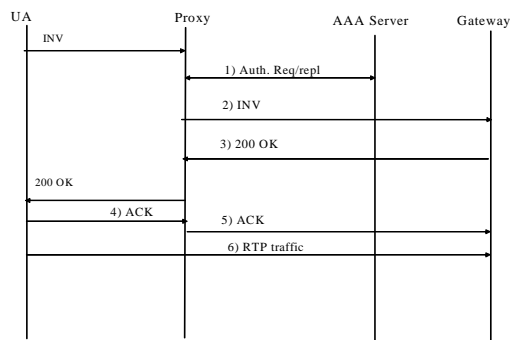 UA
Proxy
AAA Server
Gateway
INV
1) Auth. Req/repl
2) INV
3) 200 OK
200 OK
4) ACK
5) ACK
6) RTP traffic